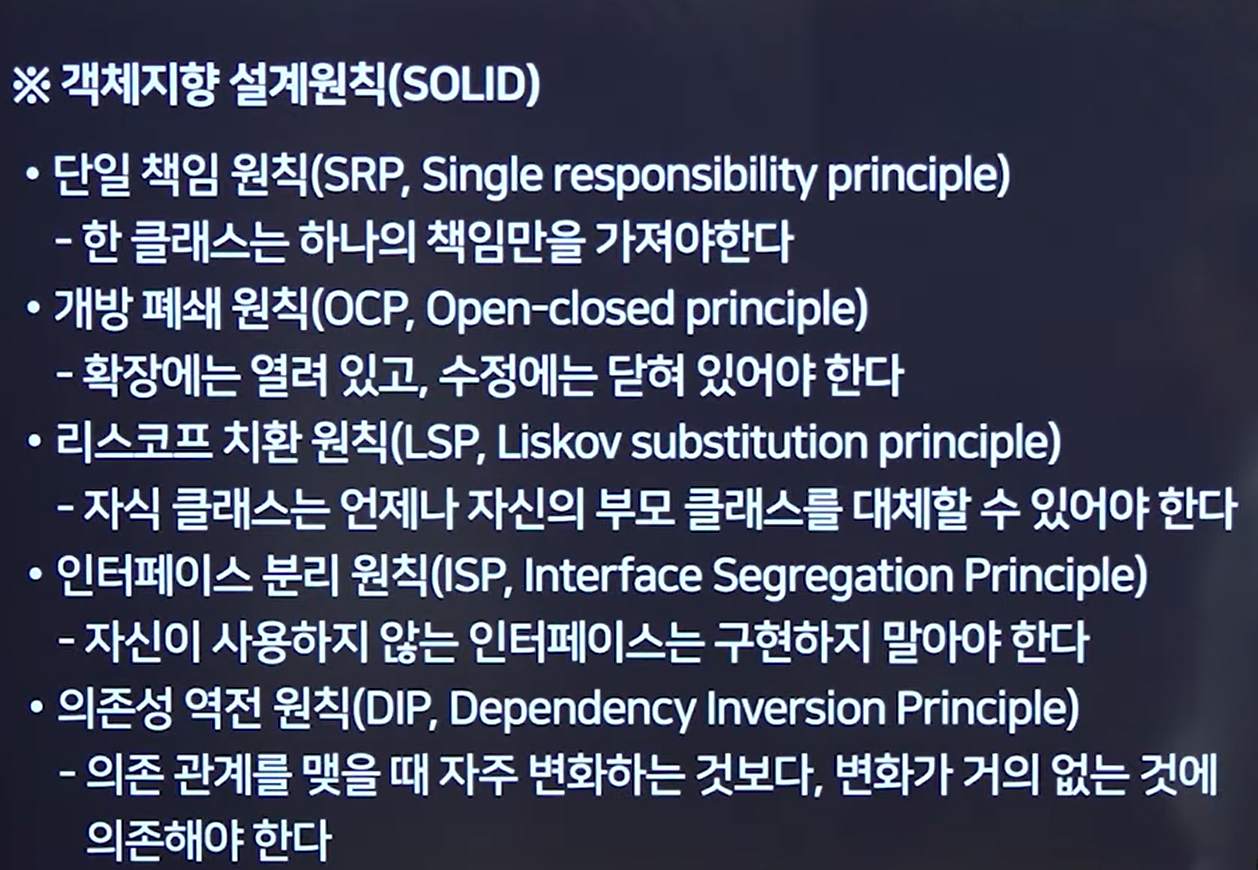 ※ 객체지향 설계원칙(SOLID)
• 단일 책임 원칙(SRP, Single responsibility principle)
- 한 클래스는 하나의 책임만을 가져야한다
• 개방 폐쇄 원칙(OCP, Open-closed principle)
- 확장에는 열려 있고, 수정에는 닫혀 있어야 한다
• 리스코프 치환 원칙(LSP, Liskov substitution principle)
- 자식 클래스는 언제나 자신의 부모 클래스를 대체할 수 있어야 한다
• 인터페이스 분리 원칙(ISP, Interface Segregation Principle)
- 자신이 사용하지 않는 인터페이스는 구현하지 말아야 한다
• 의존성 역전 원칙(DIP, Dependency Inversion Principle)
- 의존 관계를 맺을 때 자주 변화하는 것보다, 변화가 거의 없는 것에
의존해야 한다